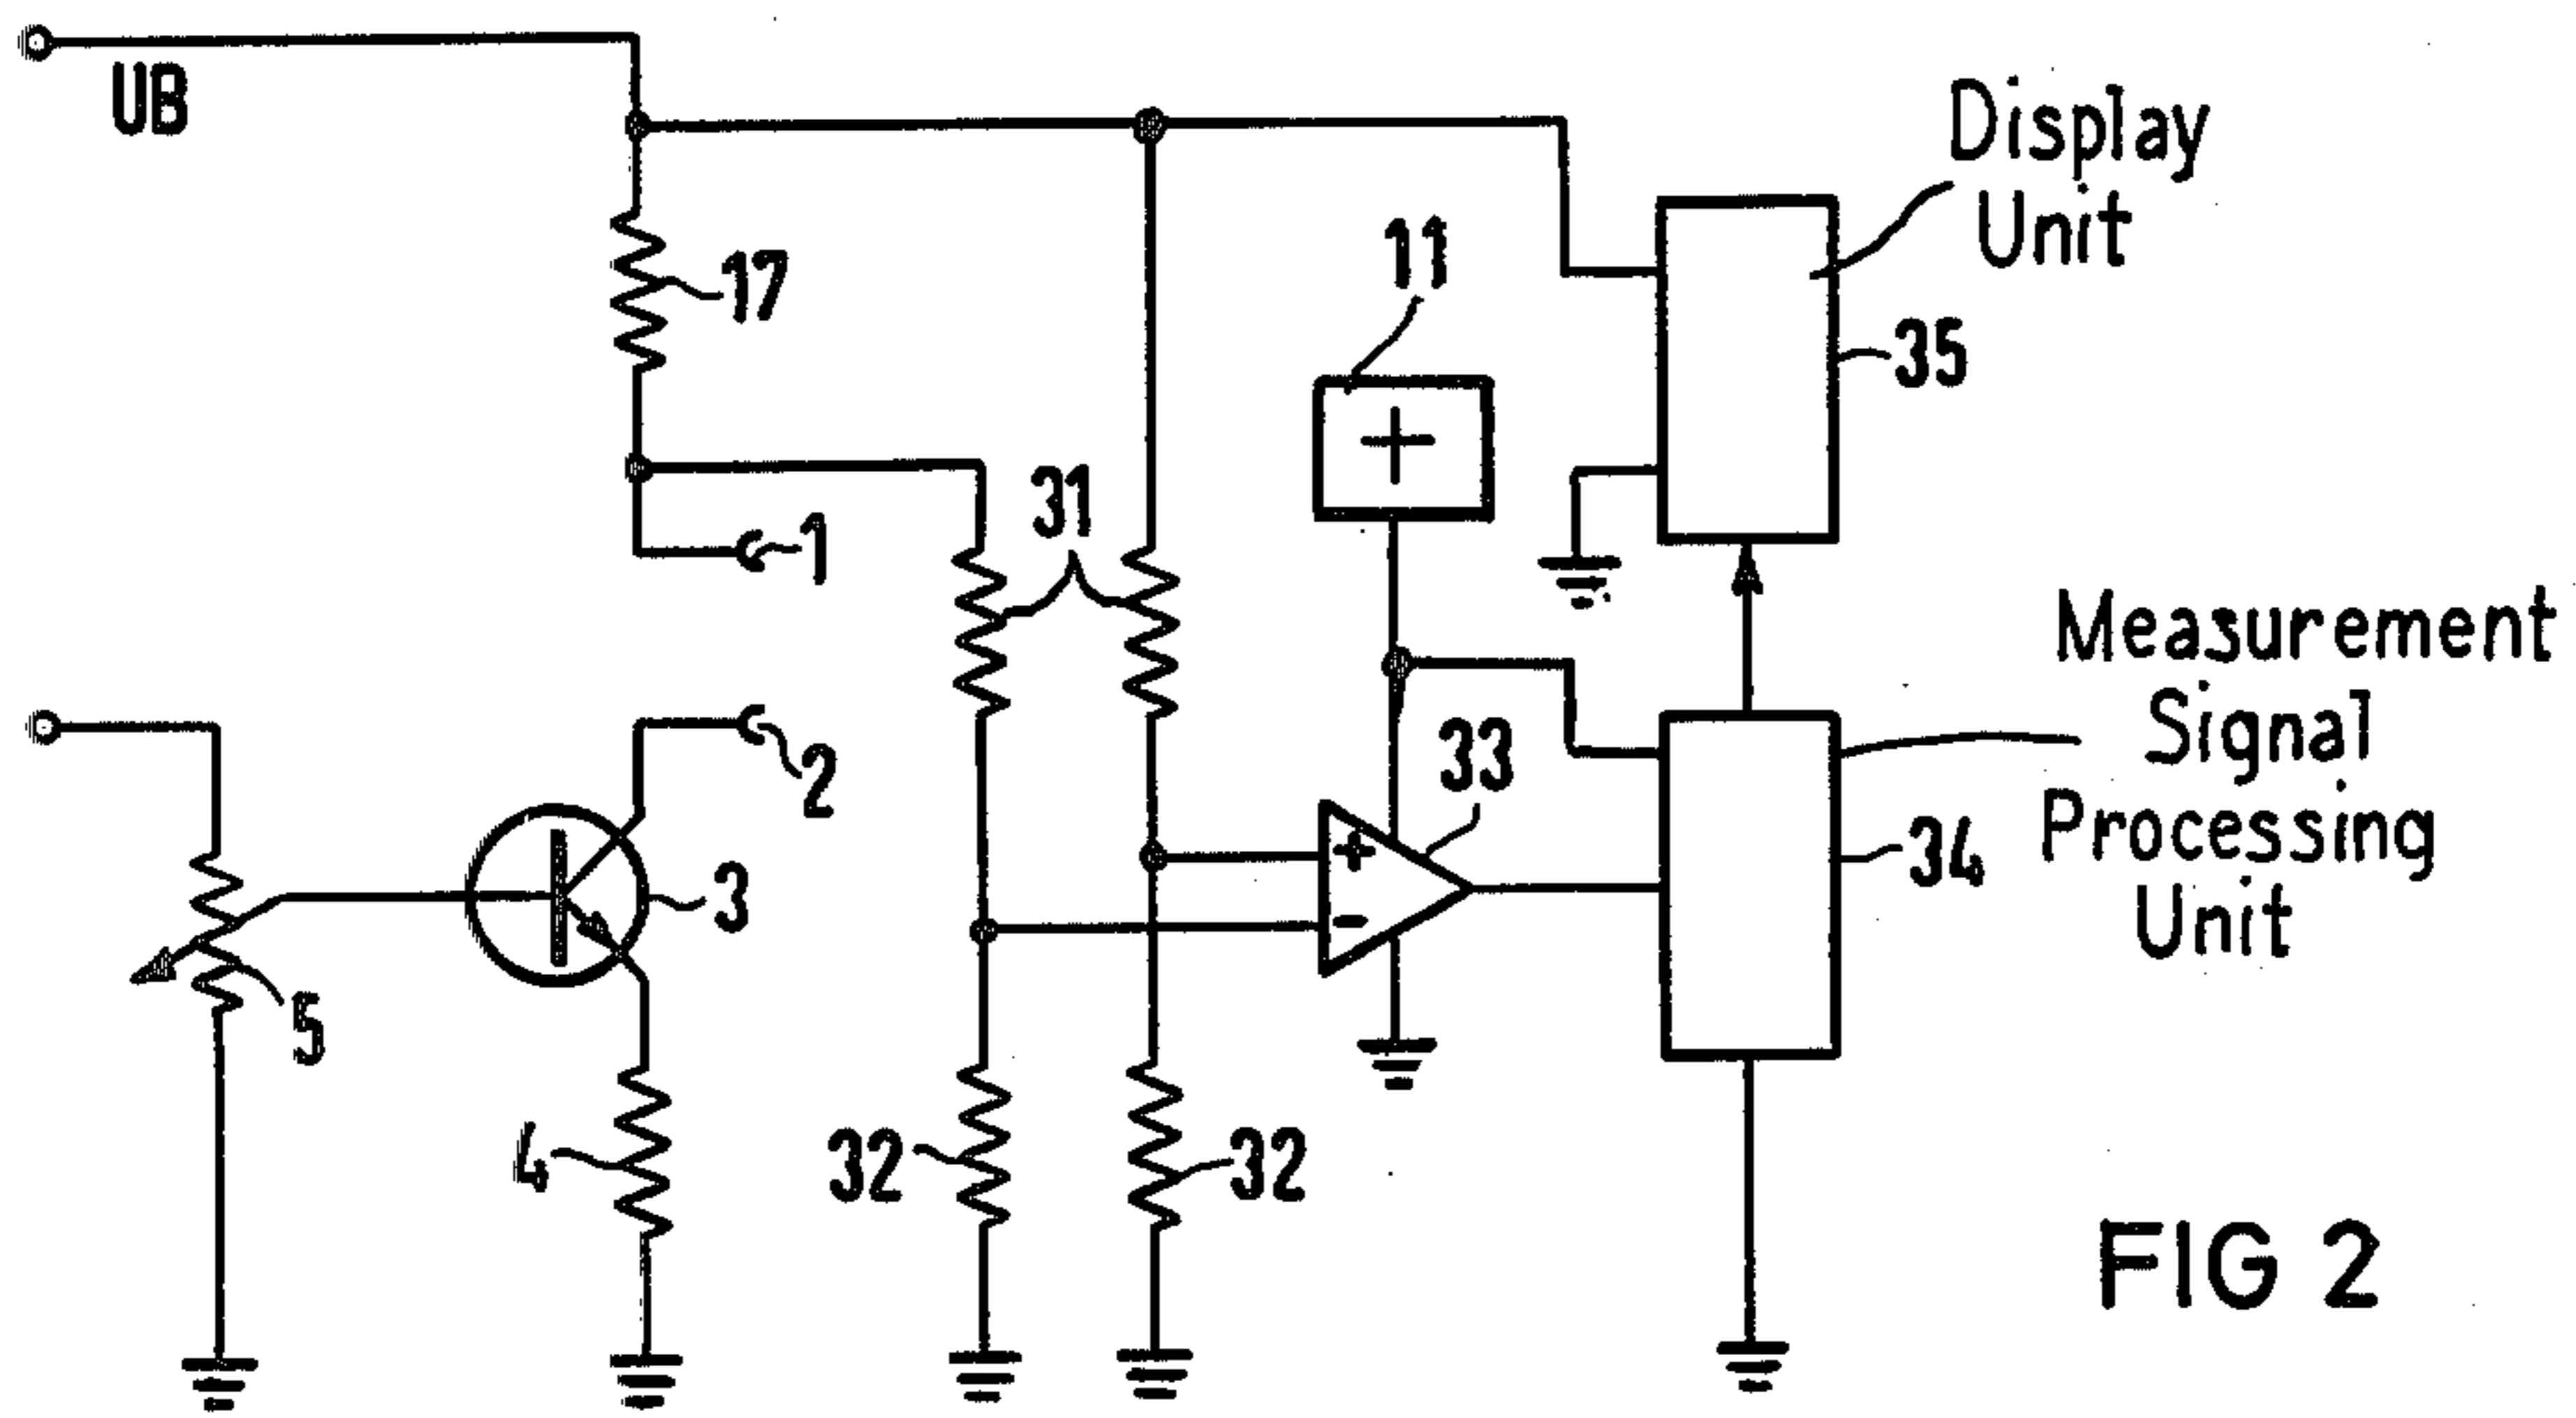 UB
Display
Unit
17
11
35
31
1
Measurement
Signal
Processing
Unit
2
33
+
-
3
34
5
4
32
32
FIG 2